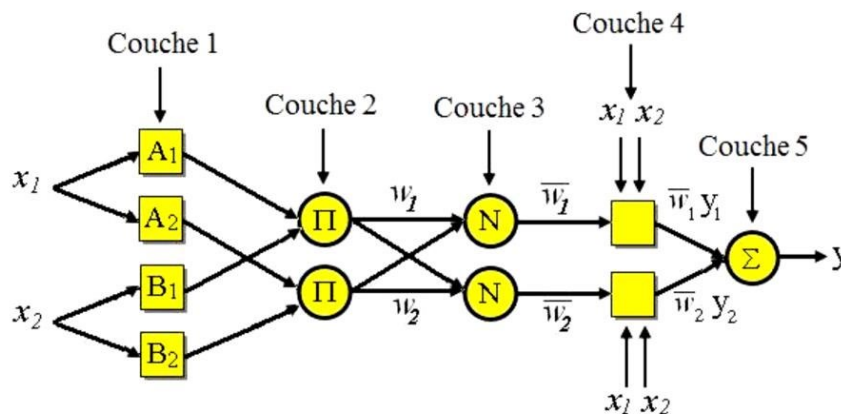 Couche 1
Couche 2
Couche 3
Couche 4
Couche 5
x₁ x₂
x₁
A₁
A₂
x₂
B₁
B₂
Π
Π
w₁
w₂
N
N
w̅₁
w̅₂
w̅₁ y₁
w̅₂ y₂
Σ
y
x₁ x₂